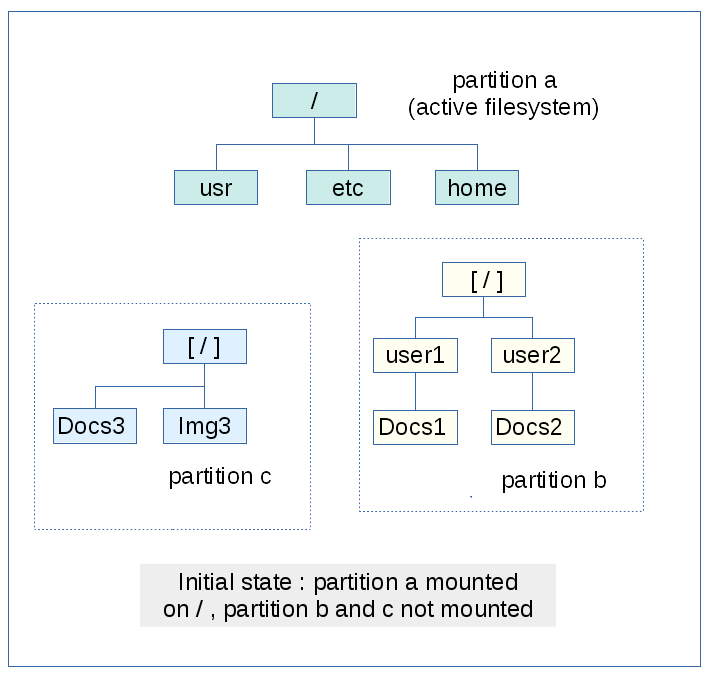 partition a
(active filesystem)
/
usr
etc
home
[ / ]
user1
user2
Docs1
Docs2
partition b
[ / ]
Docs3
Img3
partition c
Initial state : partition a mounted
on / , partition b and c not mounted